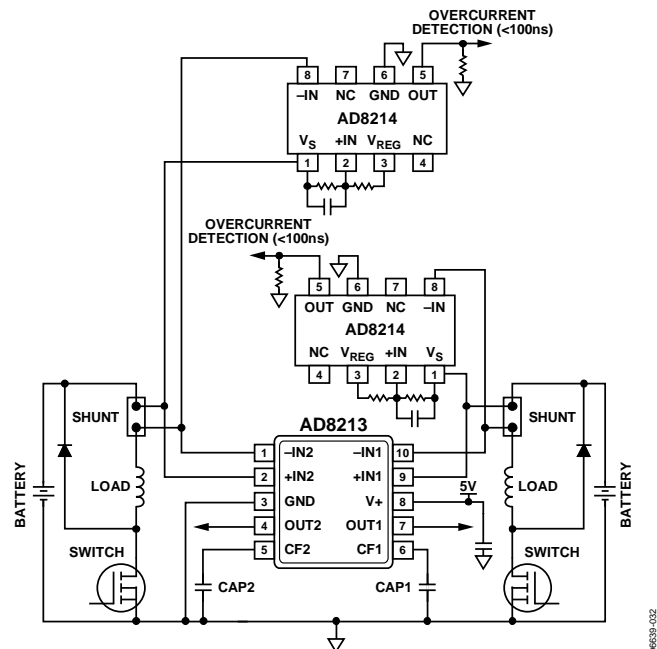 OVERCURRENT
DETECTION (<100ns)
8 7 6 5
–IN NC GND OUT
AD8214
VS +IN VREG NC
1 2 3 4
OVERCURRENT
DETECTION (<100ns)
5 6 7 8
OUT GND NC –IN
AD8214
NC VREG +IN VS
4 3 2 1
AD8213
SHUNT
SHUNT
BATTERY
LOAD
SWITCH
1 –IN2 –IN1 10
2 +IN2 +IN1 9
3 GND V+ 8
4 OUT2 OUT1 7
5 CF2 CF1 6
5V
CAP2
CAP1
LOAD
SWITCH
BATTERY
06639-032